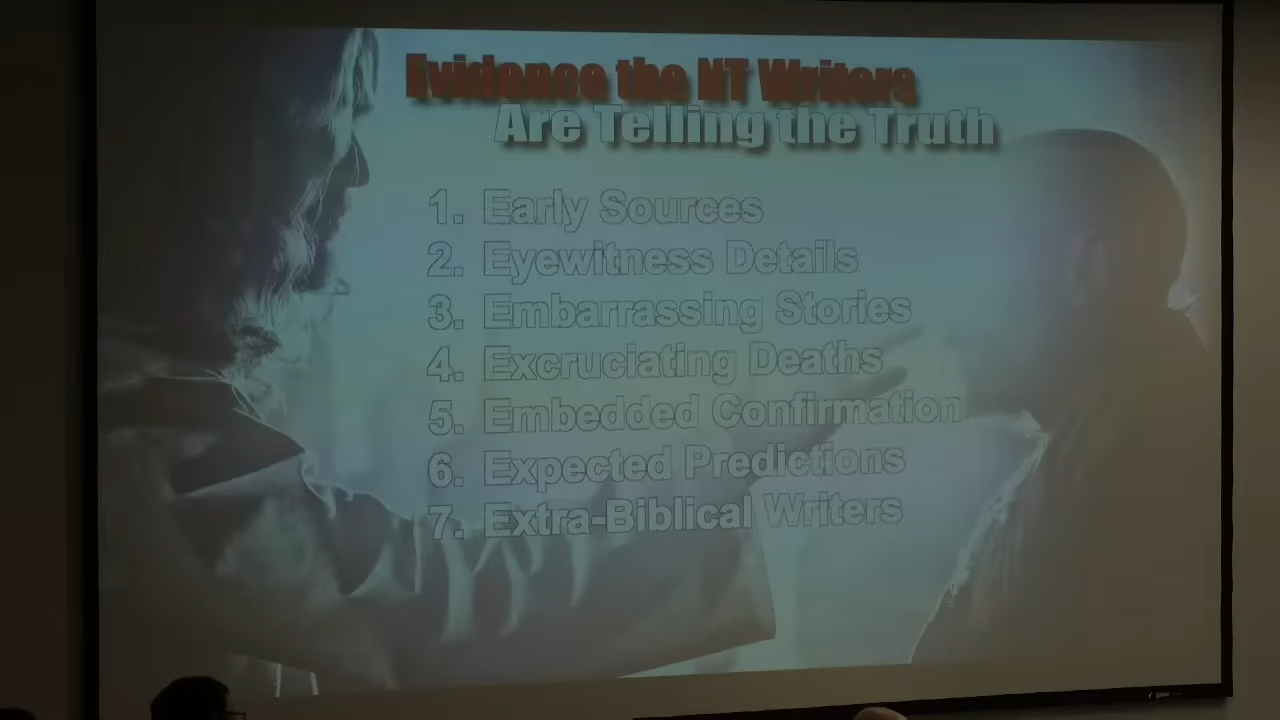 Evidence the NT Writers
Are Telling the Truth
1. Early Sources
2. Eyewitness Details
3. Embarrassing Stories
4. Excruciating Deaths
5. Embedded Confirmation
6. Expected Predictions
7. Extra-Biblical Writers